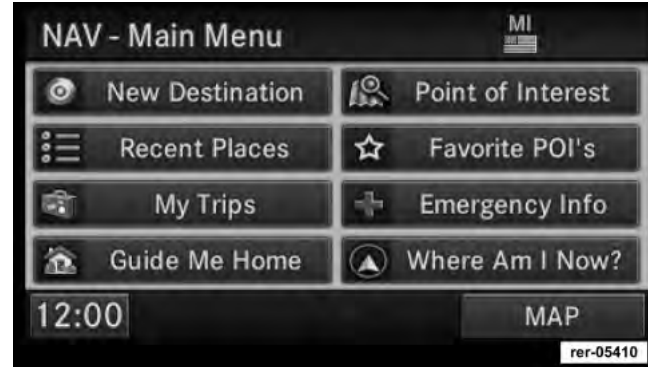 NAV - Main Menu
MI
New Destination
Point of Interest
Recent Places
Favorite POI's
My Trips
Emergency Info
Guide Me Home
Where Am I Now?
12:00
MAP
rer-05410